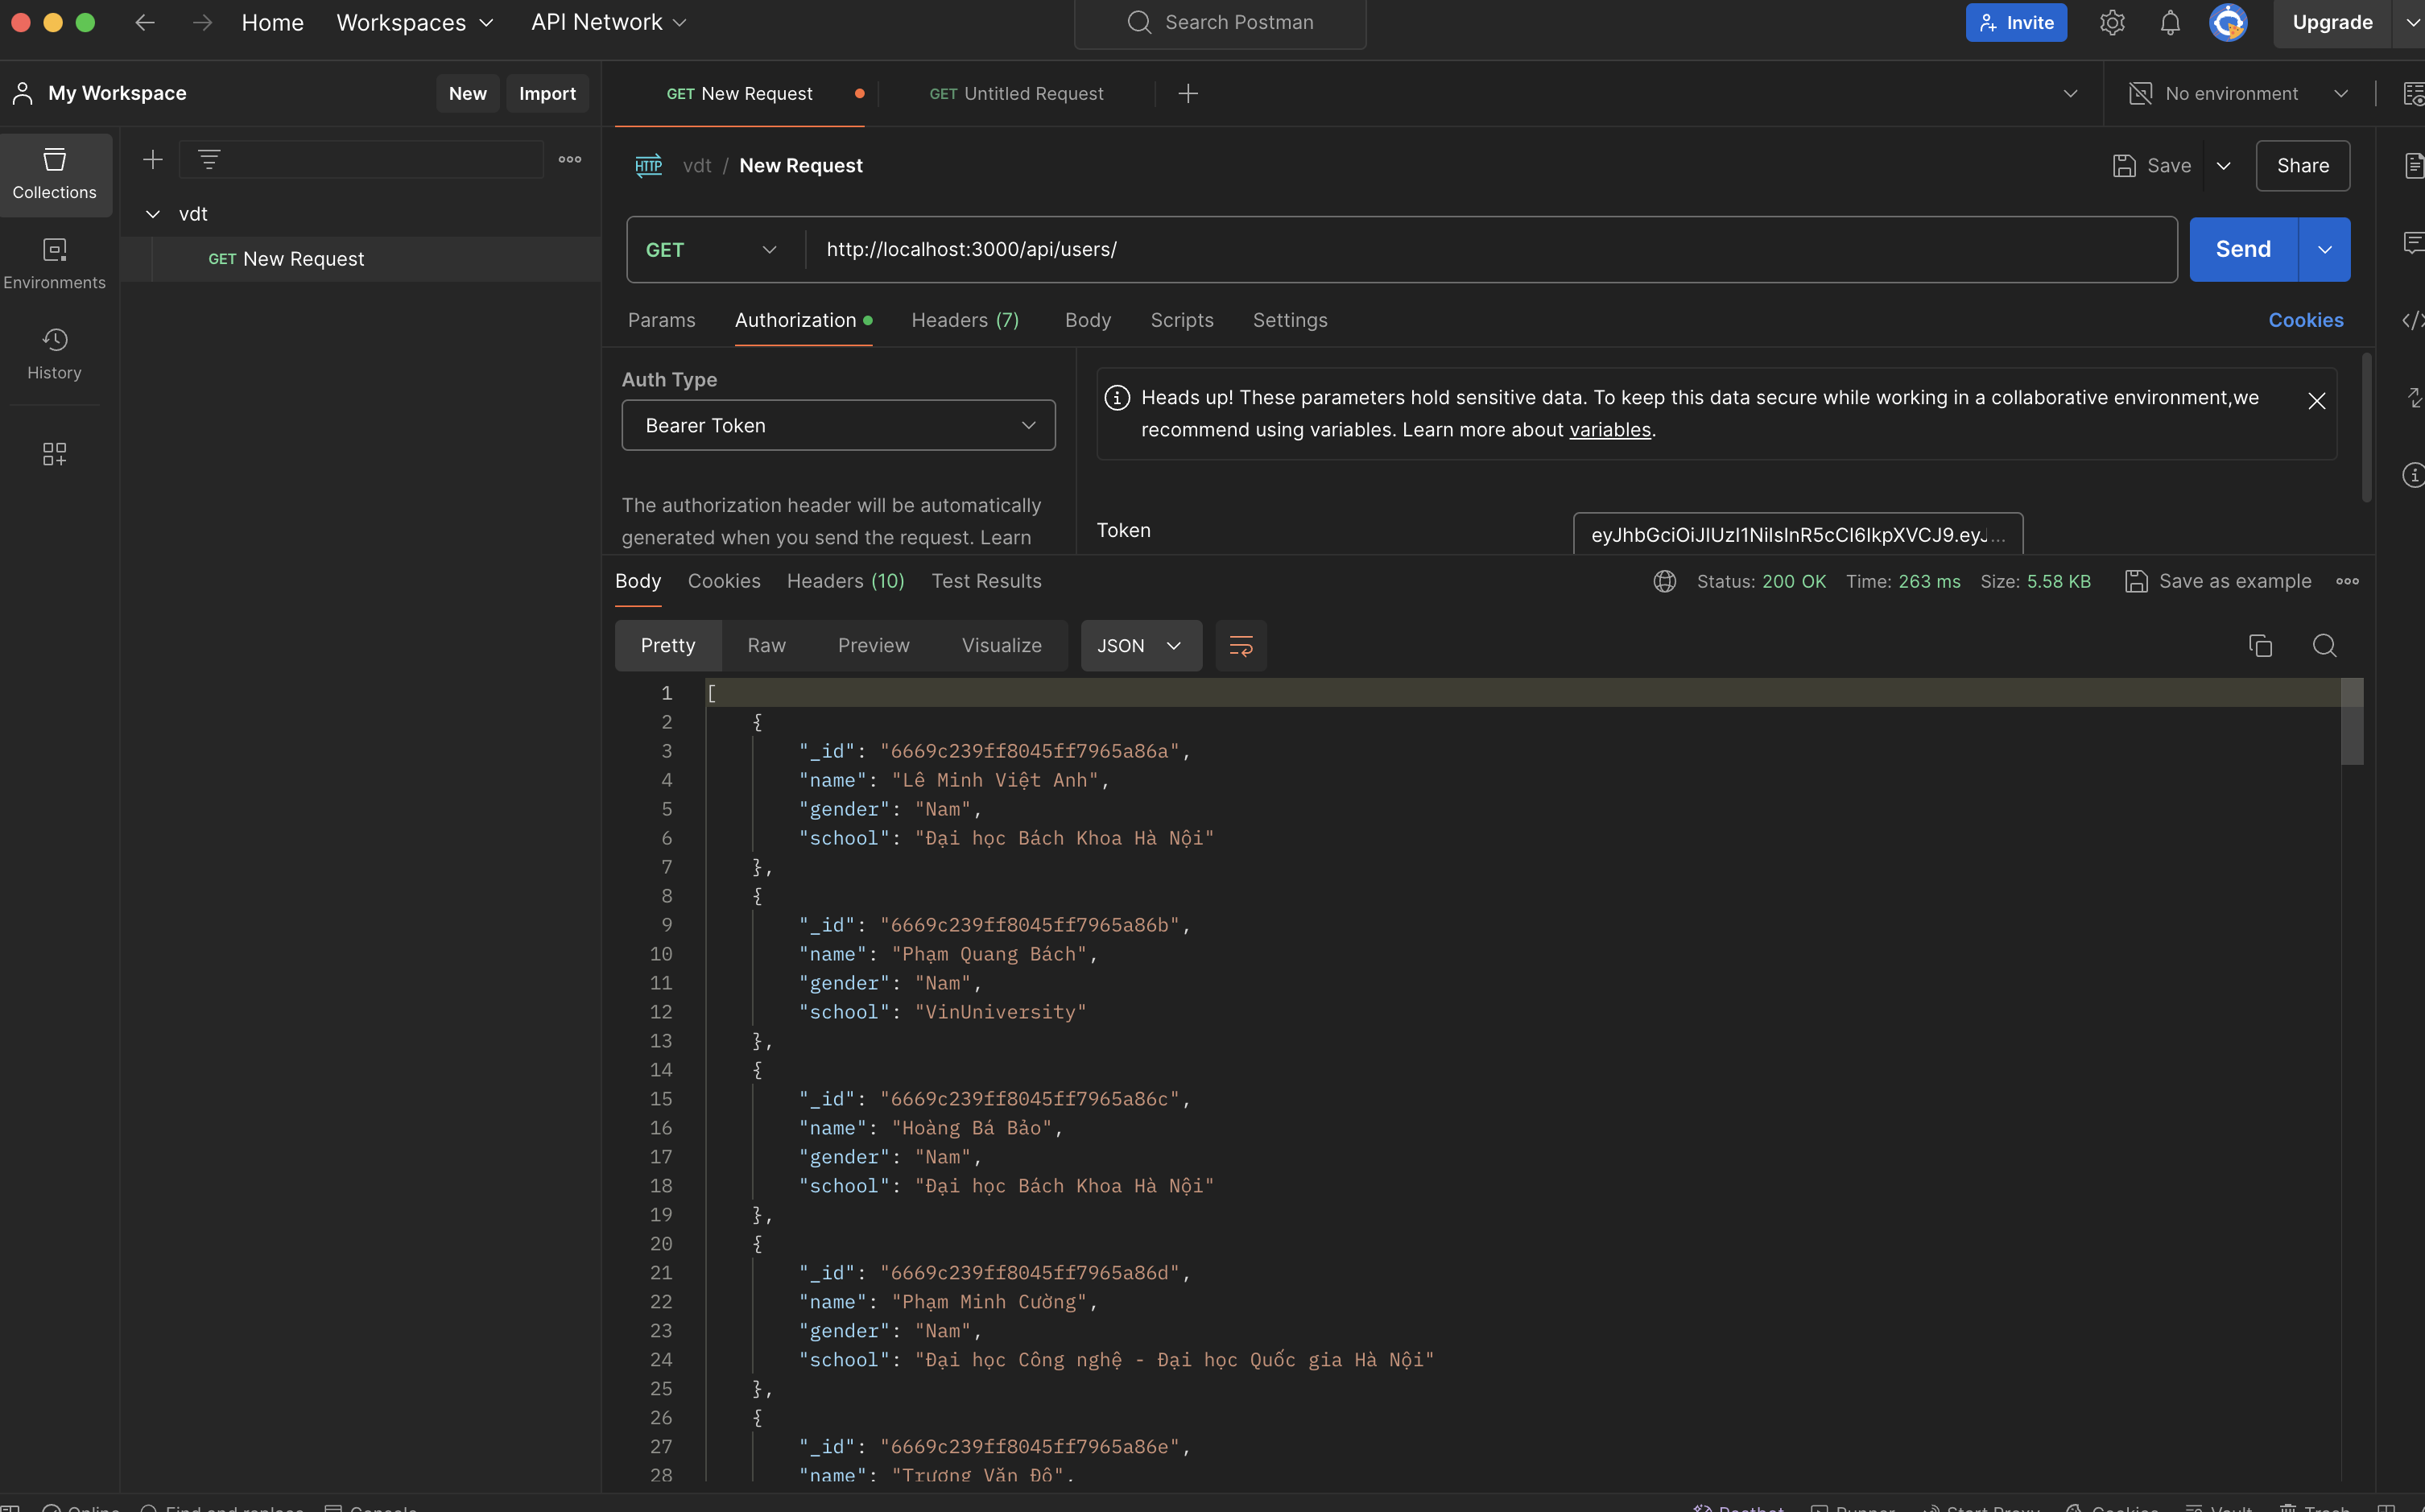 Home Workspaces API Network Search Postman Invite Upgrade
My Workspace New Import GET New Request GET Untitled Request No environment
Collections
Environments
History
vdt
GET New Request
HTTP vdt / New Request Save Share
GET http://localhost:3000/api/users/ Send
Params Authorization Headers (7) Body Scripts Settings Cookies
Auth Type
Bearer Token
The authorization header will be automatically
generated when you send the request. Learn
Heads up! These parameters hold sensitive data. To keep this data secure while working in a collaborative environment,we
recommend using variables. Learn more about variables.
Token eyJhbGciOiJIUzI1NiIsInR5cCI6IkpXVCJ9.eyJ...
Body Cookies Headers (10) Test Results Status: 200 OK Time: 263 ms Size: 5.58 KB Save as example
Pretty Raw Preview Visualize JSON
1 [
2 {
3 "_id": "6669c239ff8045ff7965a86a",
4 "name": "Lê Minh Việt Anh",
5 "gender": "Nam",
6 "school": "Đại học Bách Khoa Hà Nội"
7 },
8 {
9 "_id": "6669c239ff8045ff7965a86b",
10 "name": "Phạm Quang Bách",
11 "gender": "Nam",
12 "school": "VinUniversity"
13 },
14 {
15 "_id": "6669c239ff8045ff7965a86c",
16 "name": "Hoàng Bá Bảo",
17 "gender": "Nam",
18 "school": "Đại học Bách Khoa Hà Nội"
19 },
20 {
21 "_id": "6669c239ff8045ff7965a86d",
22 "name": "Phạm Minh Cường",
23 "gender": "Nam",
24 "school": "Đại học Công nghệ - Đại học Quốc gia Hà Nội"
25 },
26 {
27 "_id": "6669c239ff8045ff7965a86e",
28 "name": "Trương Văn Độ",
Online Find and replace Console Postbot Runner Start Proxy Cookies Vault Trash